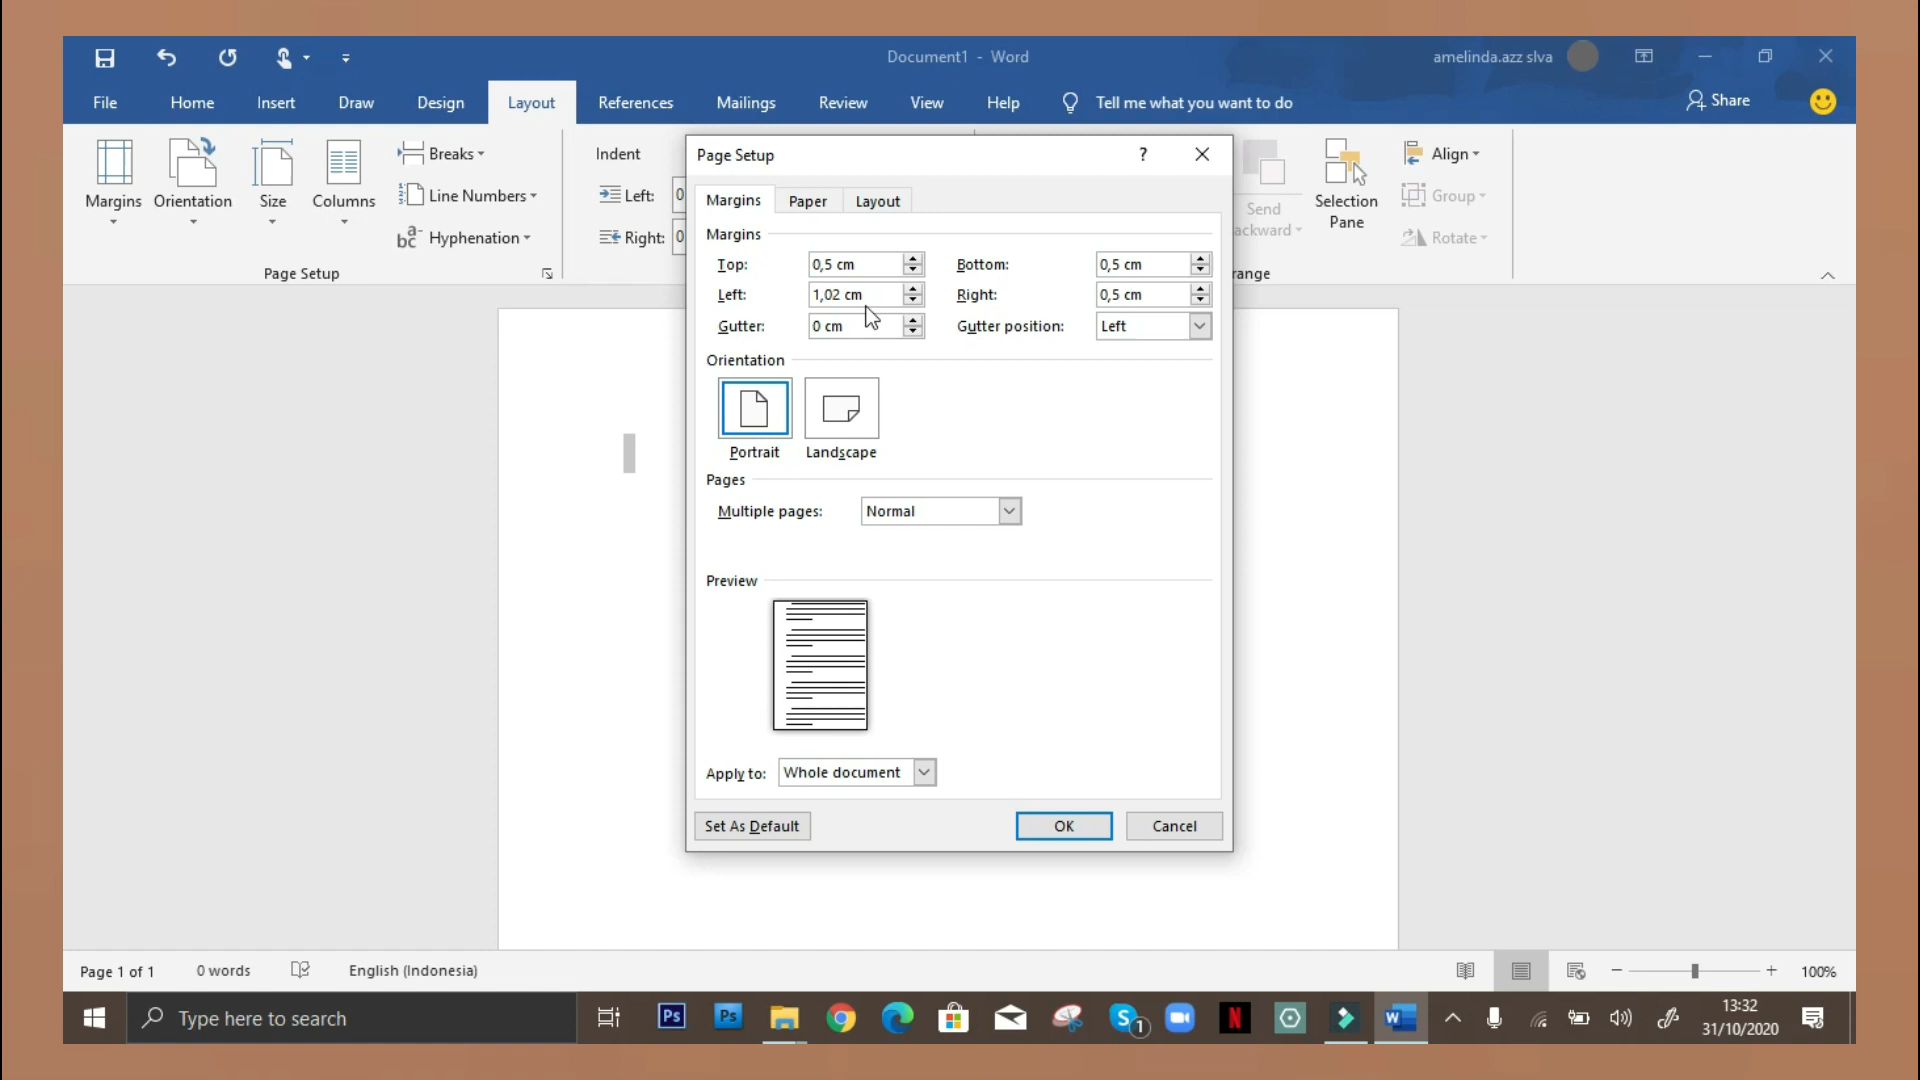 Document1 - Word
amelinda.azz slva
File Home Insert Draw Design Layout References Mailings Review View Help Tell me what you want to do
Share
Margins Orientation Size Columns
Breaks
Line Numbers
Hyphenation
Page Setup
Indent
Left: 0
Right: 0
Send
ackward
Selection
Pane
Align
Group
Rotate
range
Page Setup
?
Margins Paper Layout
Margins
Top: 0,5 cm Bottom: 0,5 cm
Left: 1,02 cm Right: 0,5 cm
Gutter: 0 cm Gutter position: Left
Orientation
Portrait Landscape
Pages
Multiple pages: Normal
Preview
Apply to: Whole document
Set As Default OK Cancel
Page 1 of 1 0 words English (Indonesia) 100%
Type here to search
Ps Ps S 1 N W
13:32
31/10/2020